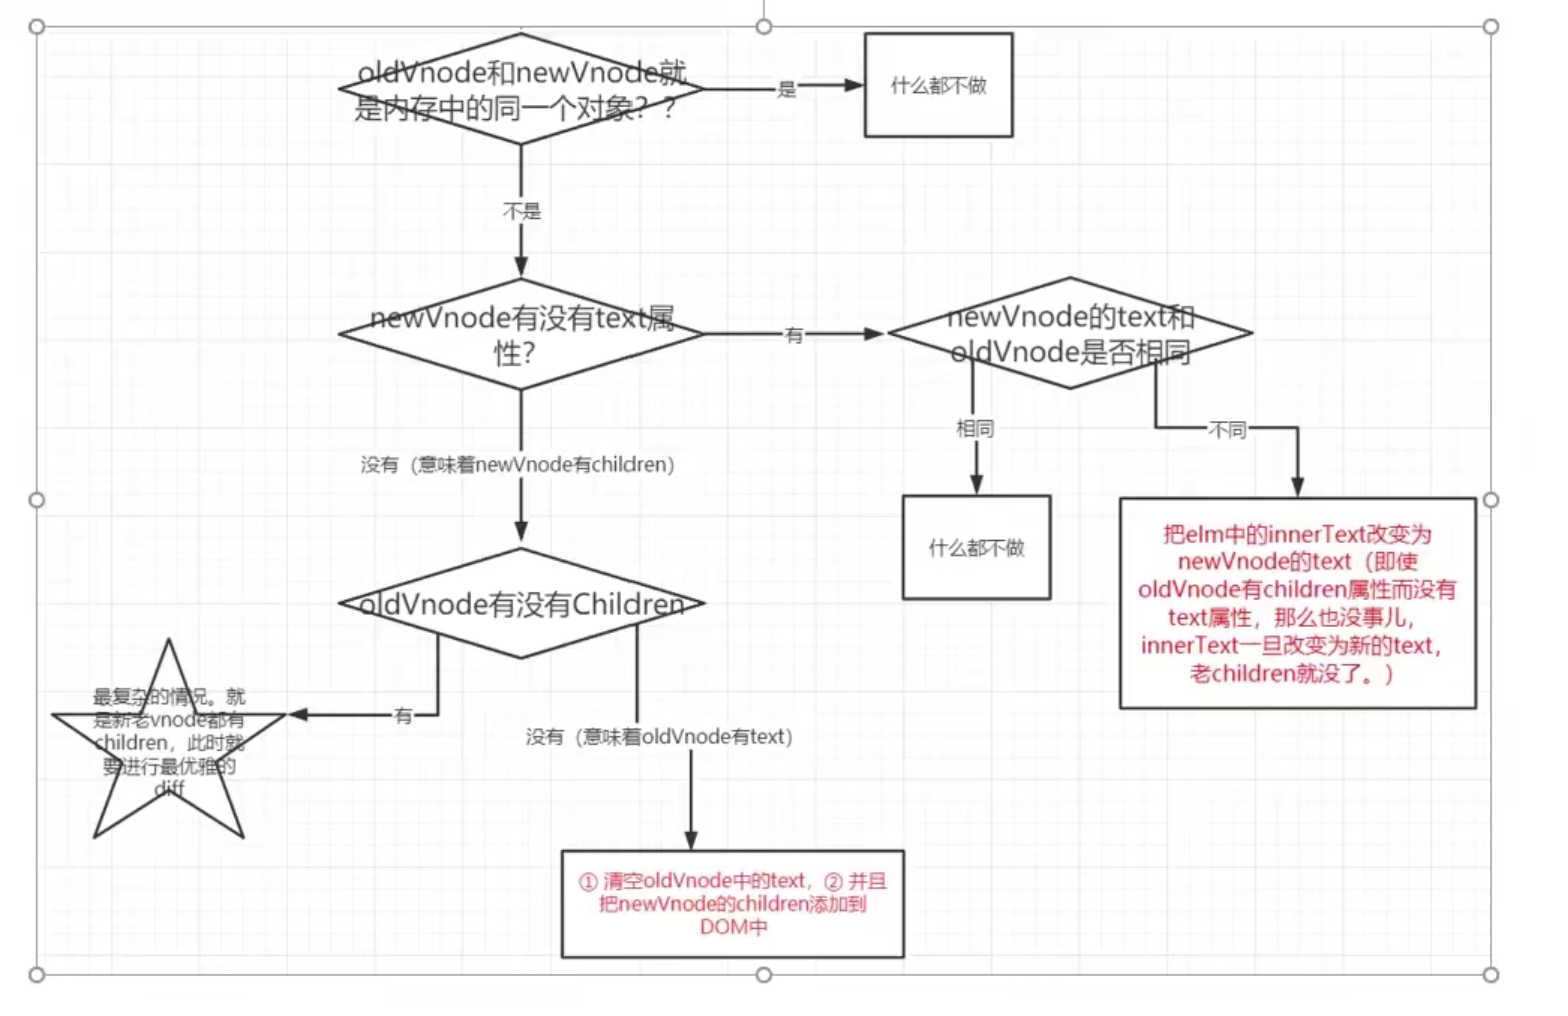 oldVnode和newVnode就
是内存中的同一个对象？？
是
什么都不做
不是
newVnode有没有text属
性？
有
newVnode的text和
oldVnode是否相同
相同
不同
没有（意味着newVnode有children）
什么都不做
把elm中的innerText改变为
newVnode的text（即使
oldVnode有children属性而没有
text属性，那么也没事儿，
innerText一旦改变为新的text，
老children就没了。）
oldVnode有没有Children
有
最复杂的情况。就
是新老vnode都有
children，此时就
要进行最优雅的
diff
没有（意味着oldVnode有text）
① 清空oldVnode中的text，② 并且
把newVnode的children添加到
DOM中